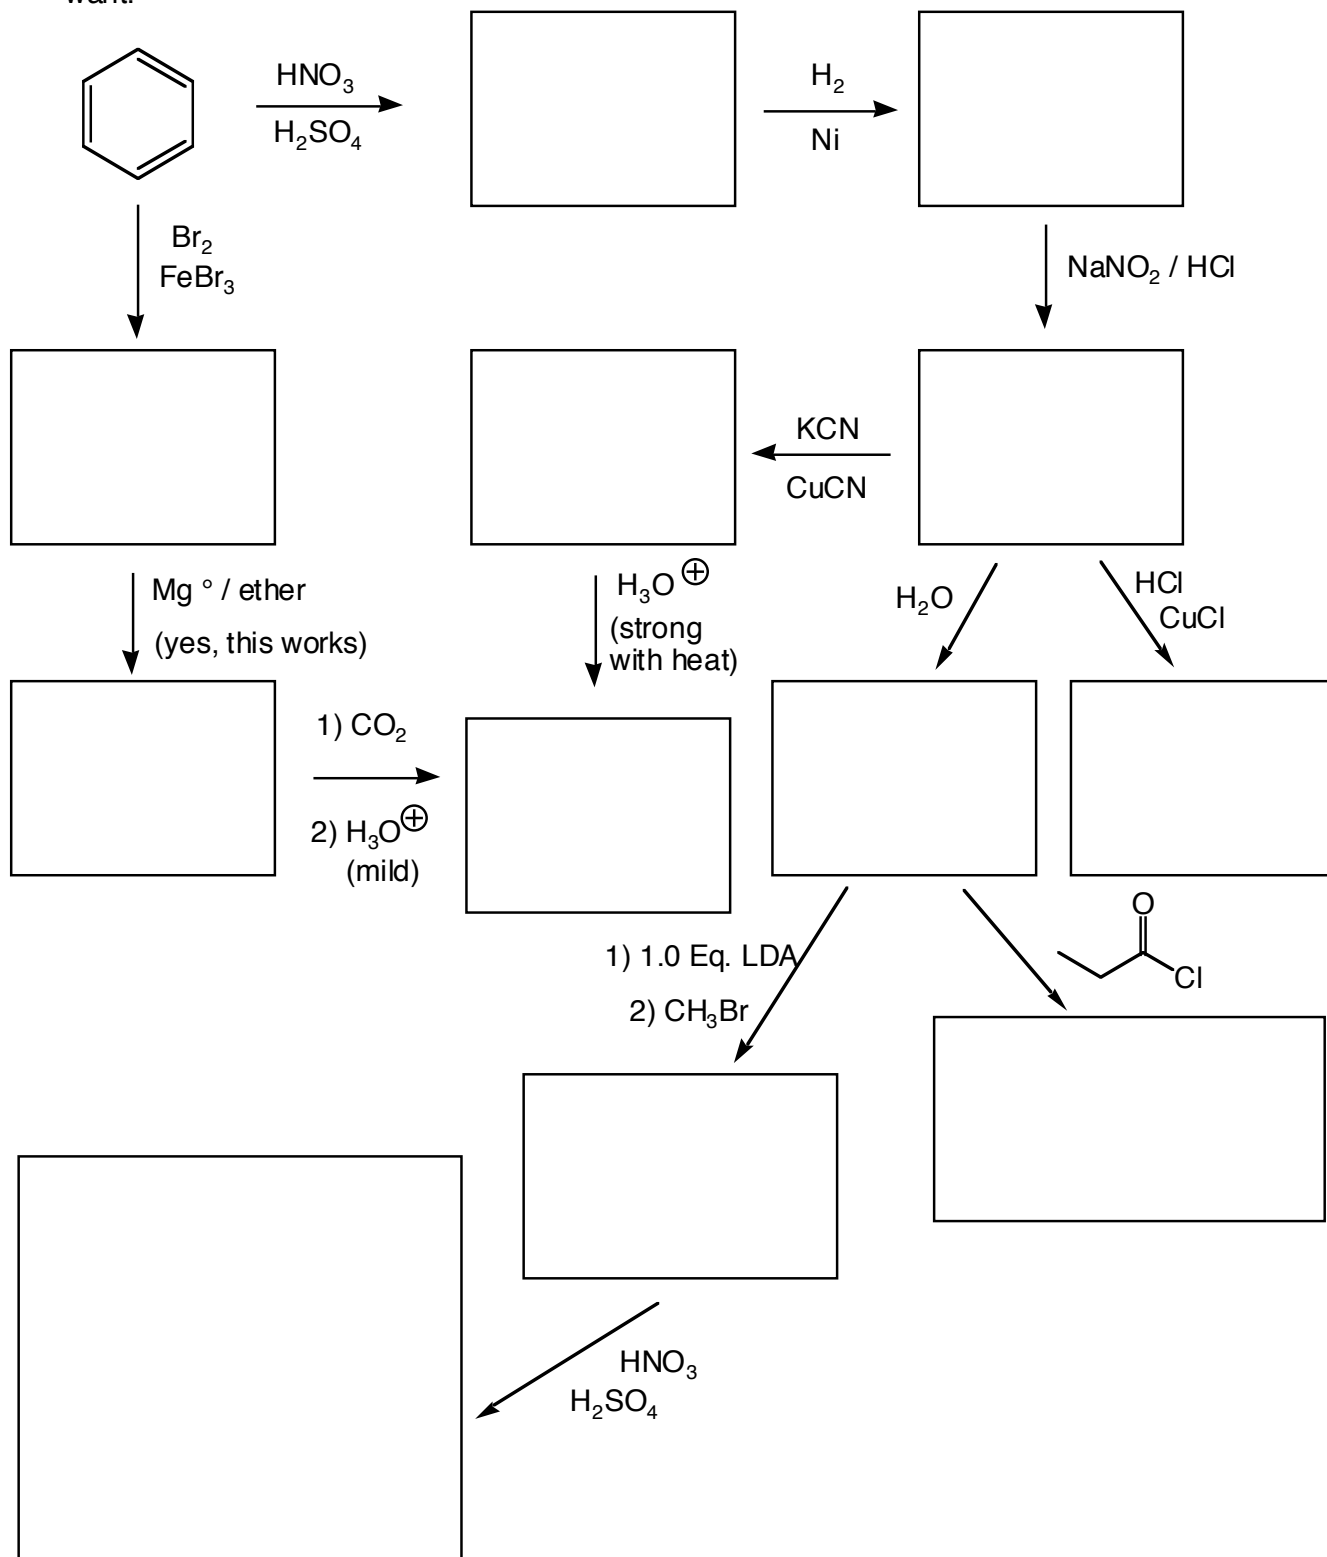 want.
HNO₃
H₂SO₄
H₂
Ni
Br₂
FeBr₃
NaNO₂ / HCl
KCN
CuCN
Mg ° / ether
(yes, this works)
H₃O⊕
(strong
with heat)
H₂O
HCl
CuCl
1) CO₂
2) H₃O⊕
(mild)
O
Cl
1) 1.0 Eq. LDA
2) CH₃Br
HNO₃
H₂SO₄